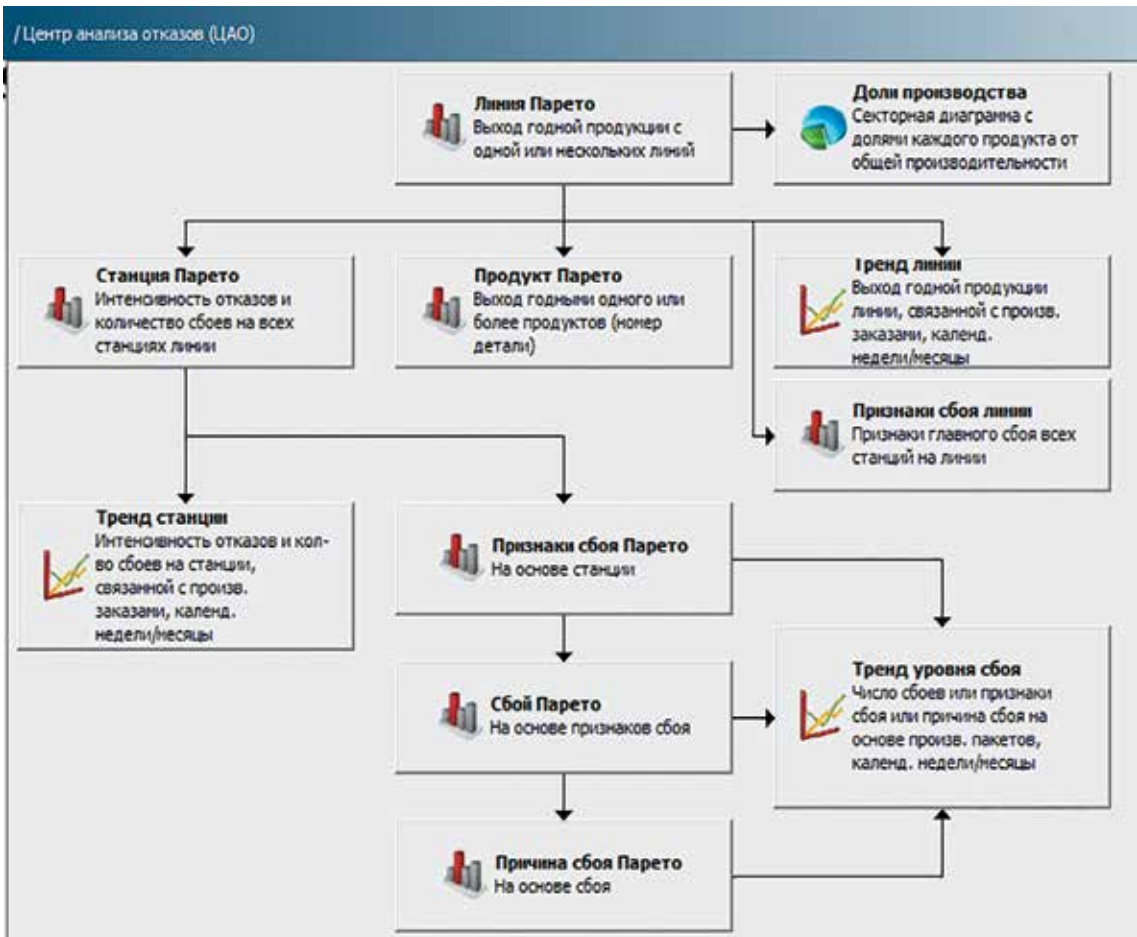 /Центр анализа отказов (ЦАО)
Линия Парето
Выход годной продукции с
одной или нескольких линий
Доли производства
Секторная диаграмма с
долями каждого продукта от
общей производительности
Станция Парето
Интенсивность отказов и
количество сбоев на всех
станциях линии
Продукт Парето
Выход годными одного или
более продуктов (номер
детали)
Тренд линии
Выход годной продукции
линии, связанной с произв.
заказами, календ.
недели/месяцы
Признаки сбоя линии
Признаки главного сбоя всех
станций на линии
Тренд станции
Интенсивность отказов и кол-
во сбоев на станции,
связанной с произв.
заказами, календ.
недели/месяцы
Признаки сбоя Парето
На основе станции
Сбой Парето
На основе признаков сбоя
Тренд уровня сбоя
Число сбоев или признаки
сбоя или причина сбоя на
основе произв. пакетов,
календ. недели/месяцы
Причина сбоя Парето
На основе сбоя